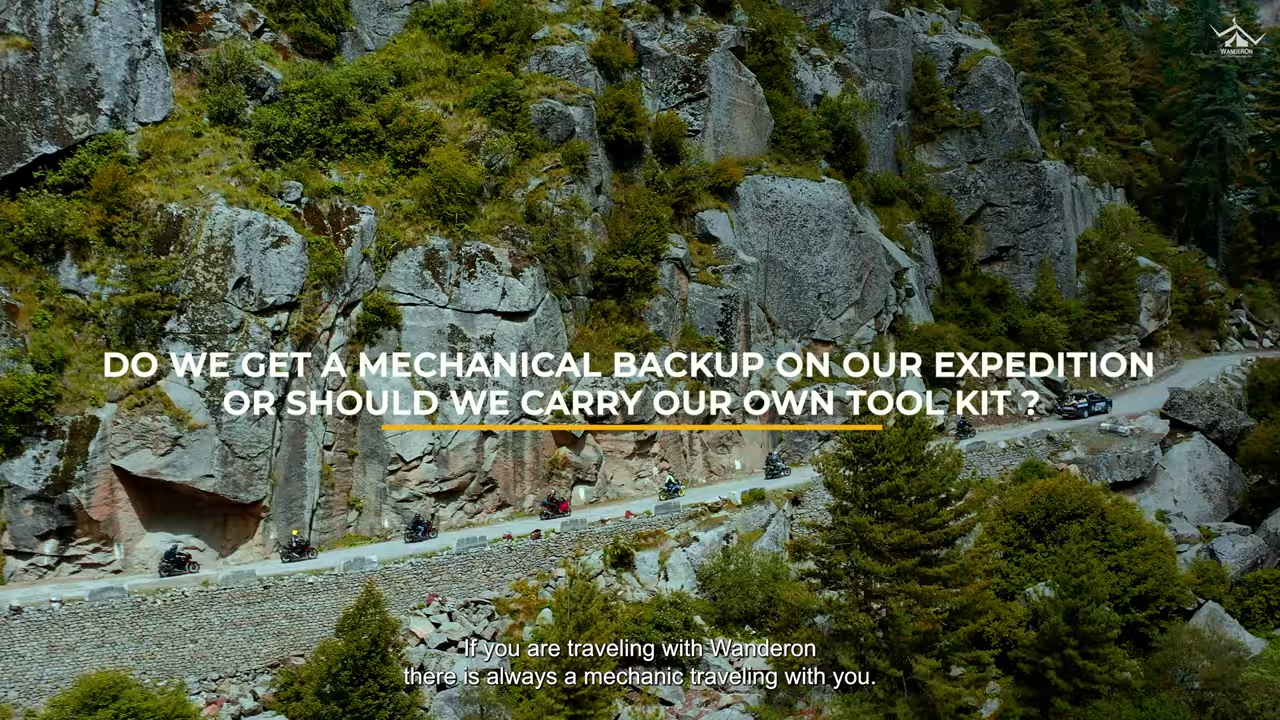 WANDERON
DO WE GET A MECHANICAL BACKUP ON OUR EXPEDITION
OR SHOULD WE CARRY OUR OWN TOOL KIT ?
If you are traveling with Wanderon
there is always a mechanic traveling with you.